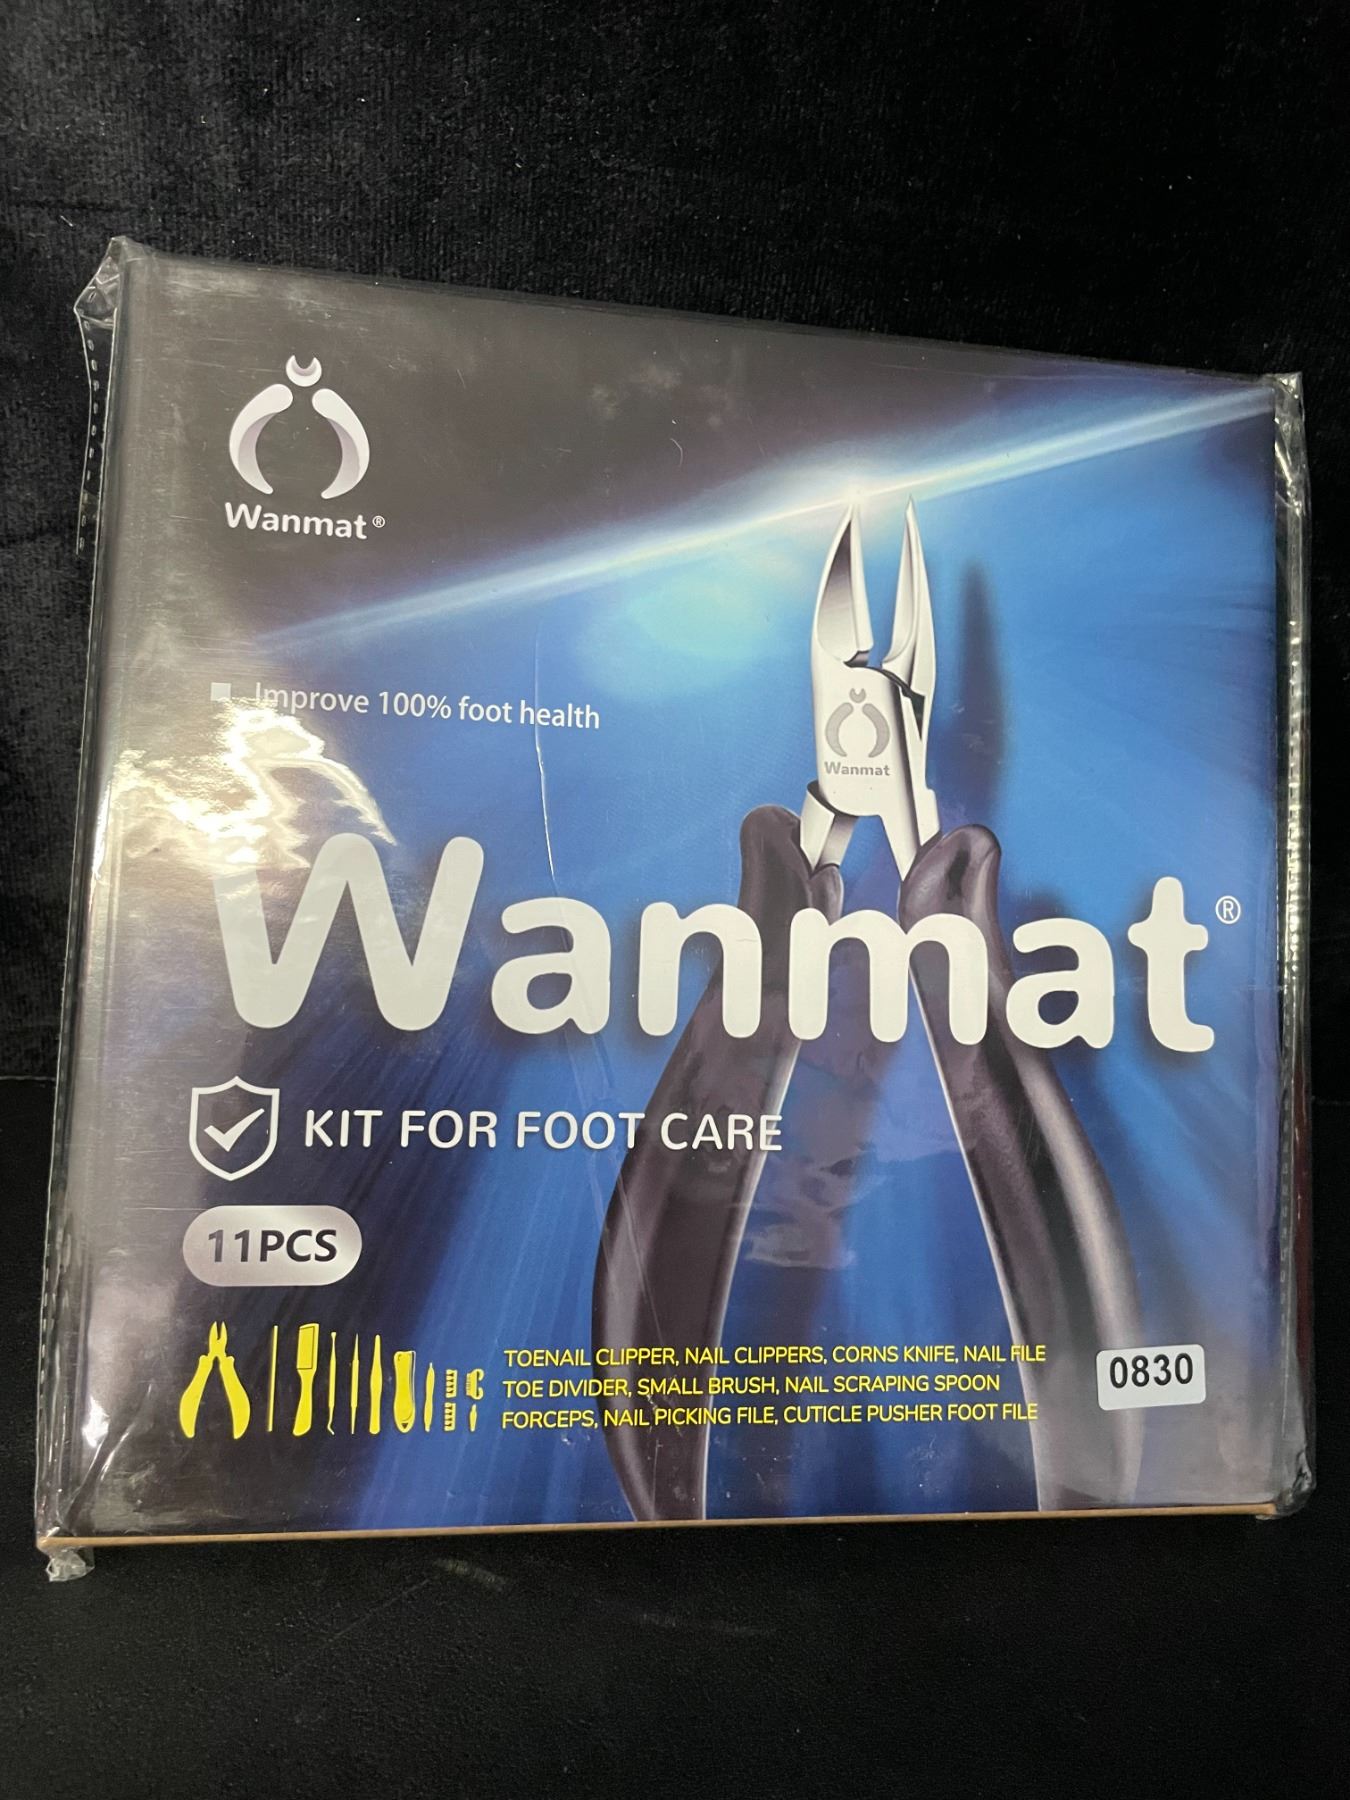 Wanmat®
Improve 100% foot health
Wanmat
Wanmat®
KIT FOR FOOT CARE
11PCS
TOENAIL CLIPPER, NAIL CLIPPERS, CORNS KNIFE, NAIL FILE
TOE DIVIDER, SMALL BRUSH, NAIL SCRAPING SPOON
FORCEPS, NAIL PICKING FILE, CUTICLE PUSHER FOOT FILE
0830